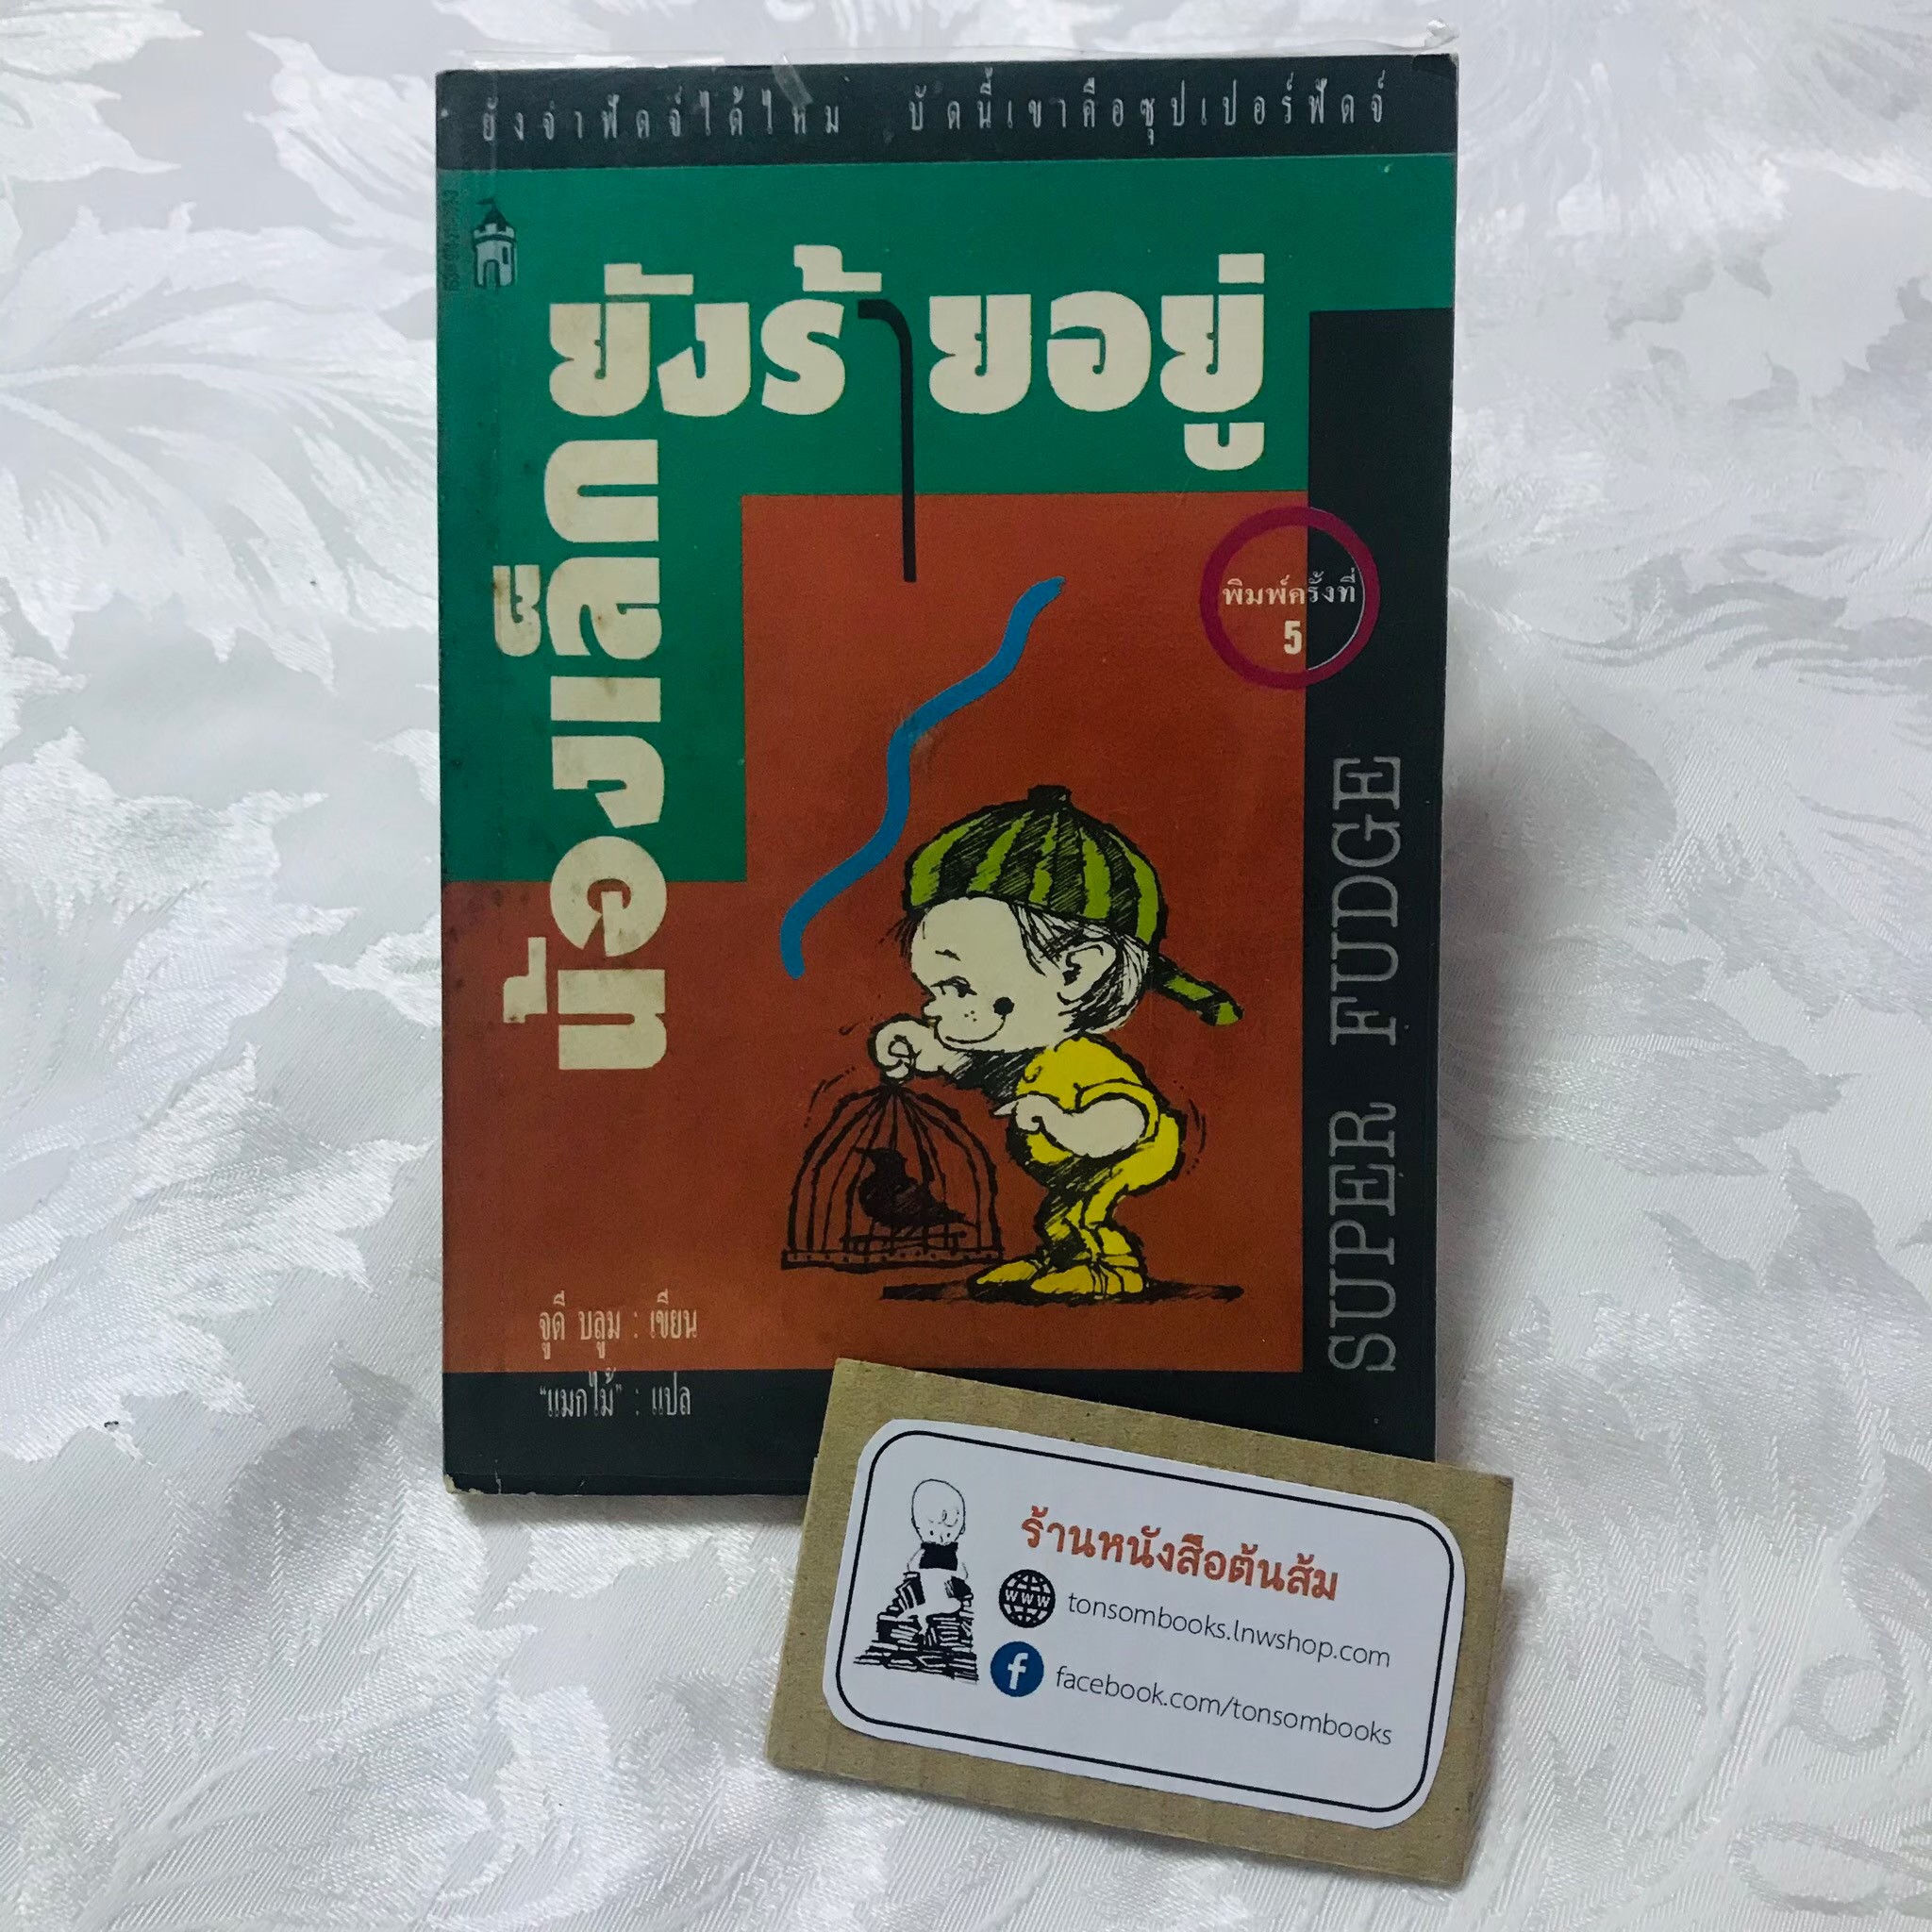 ยังจำฟัดจ์ได้ไหม บัดนี้เขาคือซุปเปอร์ฟัดจ์
น้องเล็ก
ยังร้ายอยู่
พิมพ์ครั้งที่
5
SUPER FUDGE
จูดี บลูม : เขียน
"แมกไม้" : แปล
ร้านหนังสือต้นส้ม
www
tonsombooks.lnwshop.com
f
facebook.com/tonsombooks